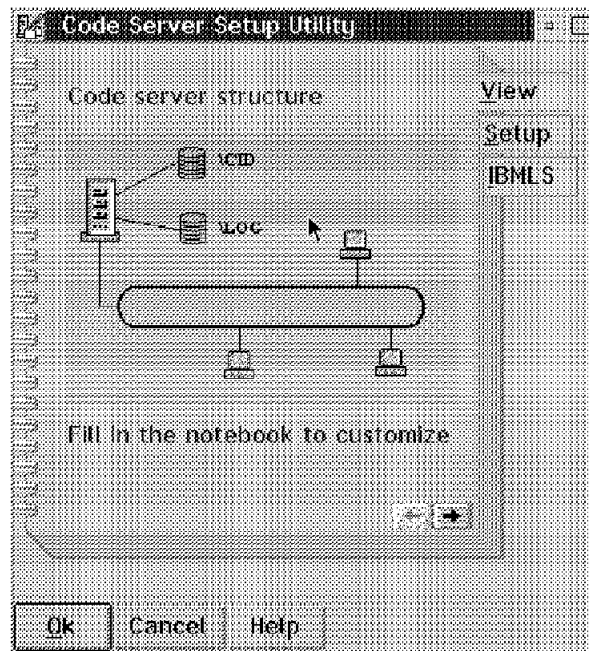 Code Server Setup Utility
Code server structure
View
Setup
IBMLS
\CID
\LOG
Fill in the notebook to customize
Ok Cancel Help